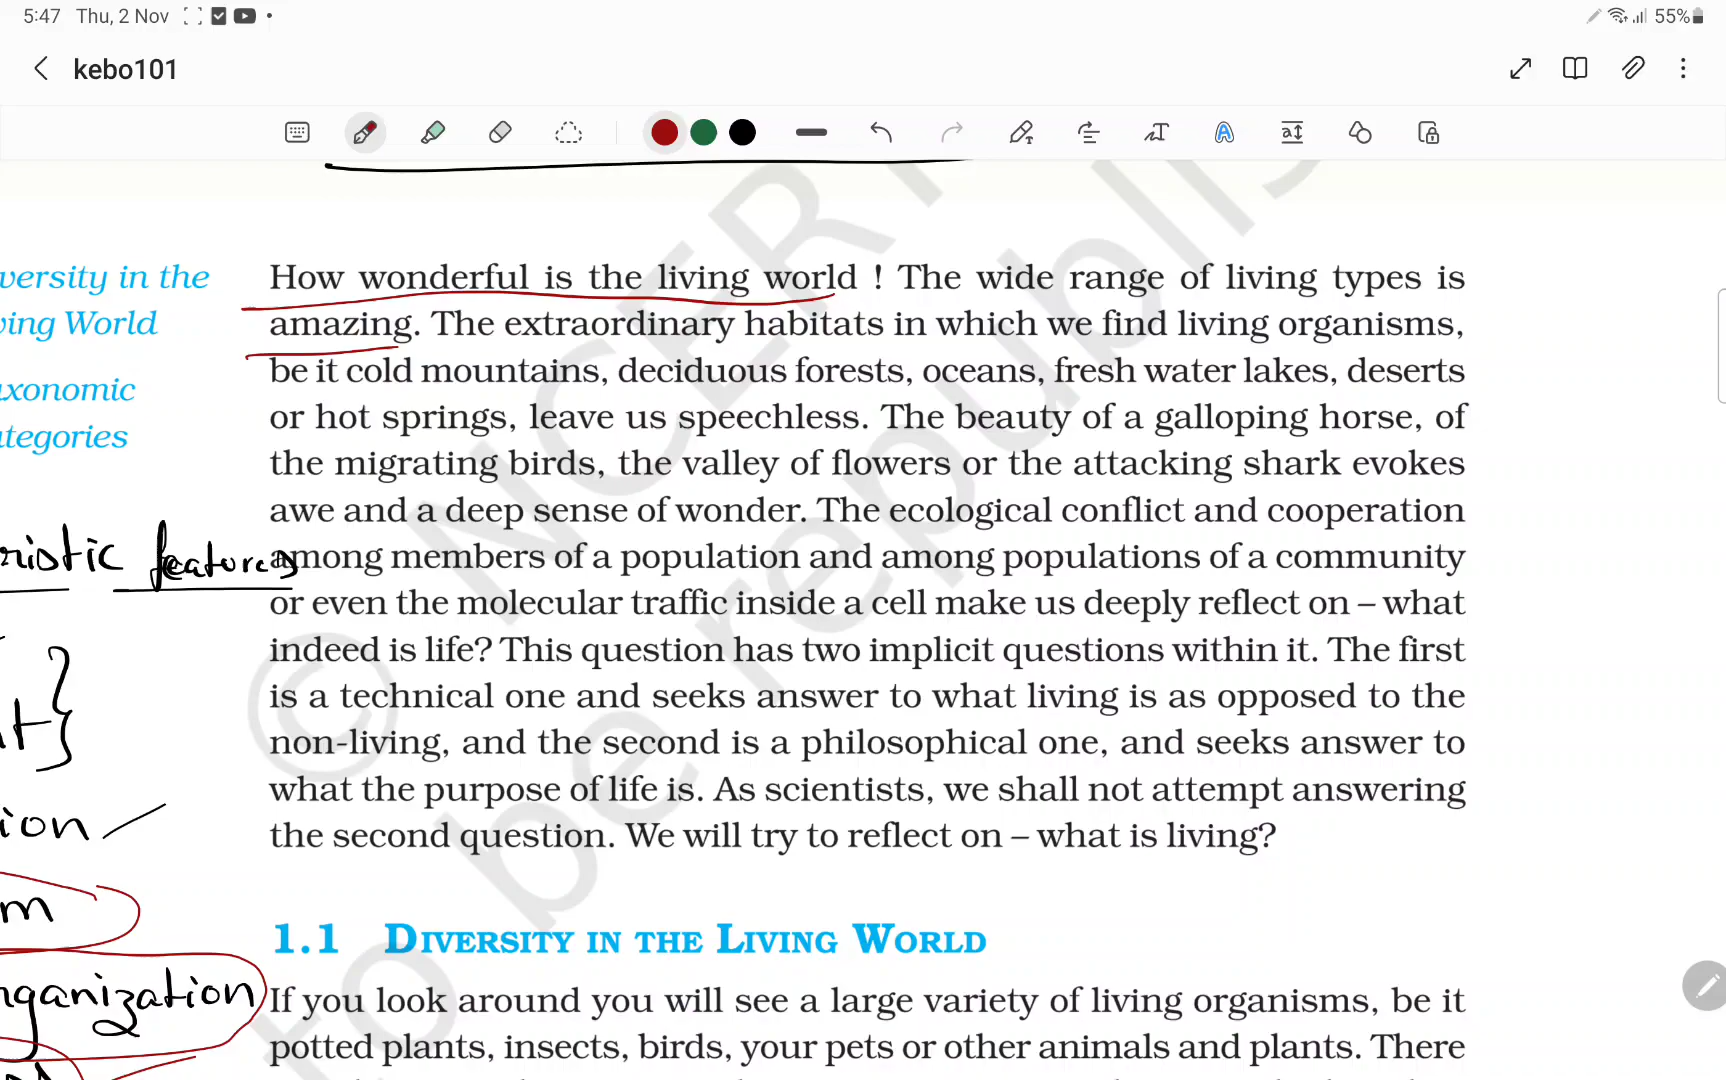 5:47 Thu, 2 Nov 55%
kebo101
How wonderful is the living world ! The wide range of living types is
amazing. The extraordinary habitats in which we find living organisms,
be it cold mountains, deciduous forests, oceans, fresh water lakes, deserts
or hot springs, leave us speechless. The beauty of a galloping horse, of
the migrating birds, the valley of flowers or the attacking shark evokes
awe and a deep sense of wonder. The ecological conflict and cooperation
among members of a population and among populations of a community
or even the molecular traffic inside a cell make us deeply reflect on – what
indeed is life? This question has two implicit questions within it. The first
is a technical one and seeks answer to what living is as opposed to the
non-living, and the second is a philosophical one, and seeks answer to
what the purpose of life is. As scientists, we shall not attempt answering
the second question. We will try to reflect on – what is living?
1.1 DIVERSITY IN THE LIVING WORLD
If you look around you will see a large variety of living organisms, be it
potted plants, insects, birds, your pets or other animals and plants. There
versity in the
ving World
axonomic
ategories
ristic features
t}
ion
m
rganization
© NCERT
to be republis